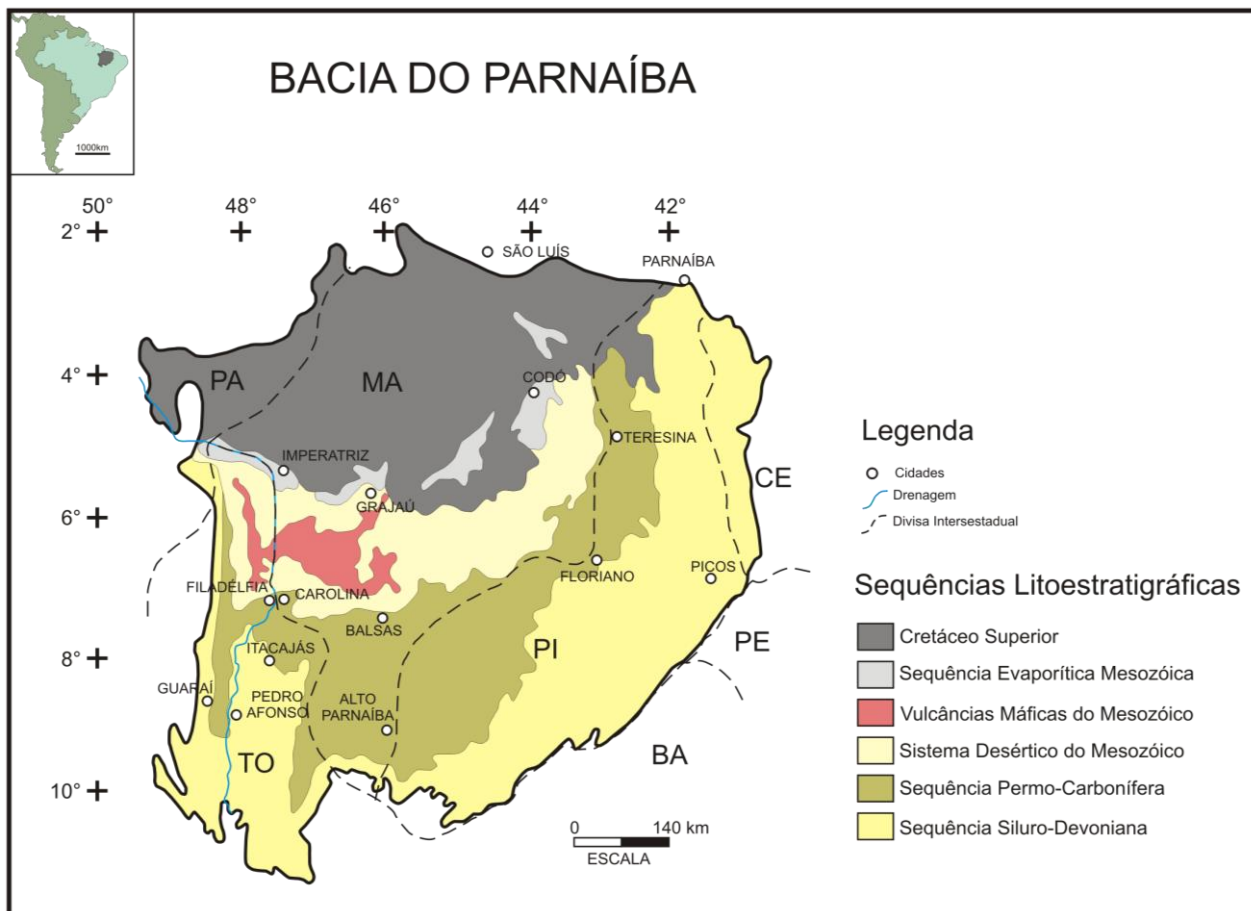 1000km
BACIA DO PARNAÍBA
50°
48°
46°
44°
42°
2°
4°
6°
8°
10°
SÃO LUÍS
PARNAÍBA
PA
MA
CODÓ
TERESINA
IMPERATRIZ
GRAJAÚ
CE
FILADÉLFIA
CAROLINA
FLORIANO
PICOS
BALSAS
ITACAJÁS
PI
PE
GUARAÍ
PEDRO
AFONSO
ALTO
PARNAÍBA
TO
BA
0 140 km
ESCALA
Legenda
Cidades
Drenagem
Divisa Intersestadual
Sequências Litoestratigráficas
Cretáceo Superior
Sequência Evaporítica Mesozóica
Vulcâncias Máficas do Mesozóico
Sistema Desértico do Mesozóico
Sequência Permo-Carbonífera
Sequência Siluro-Devoniana